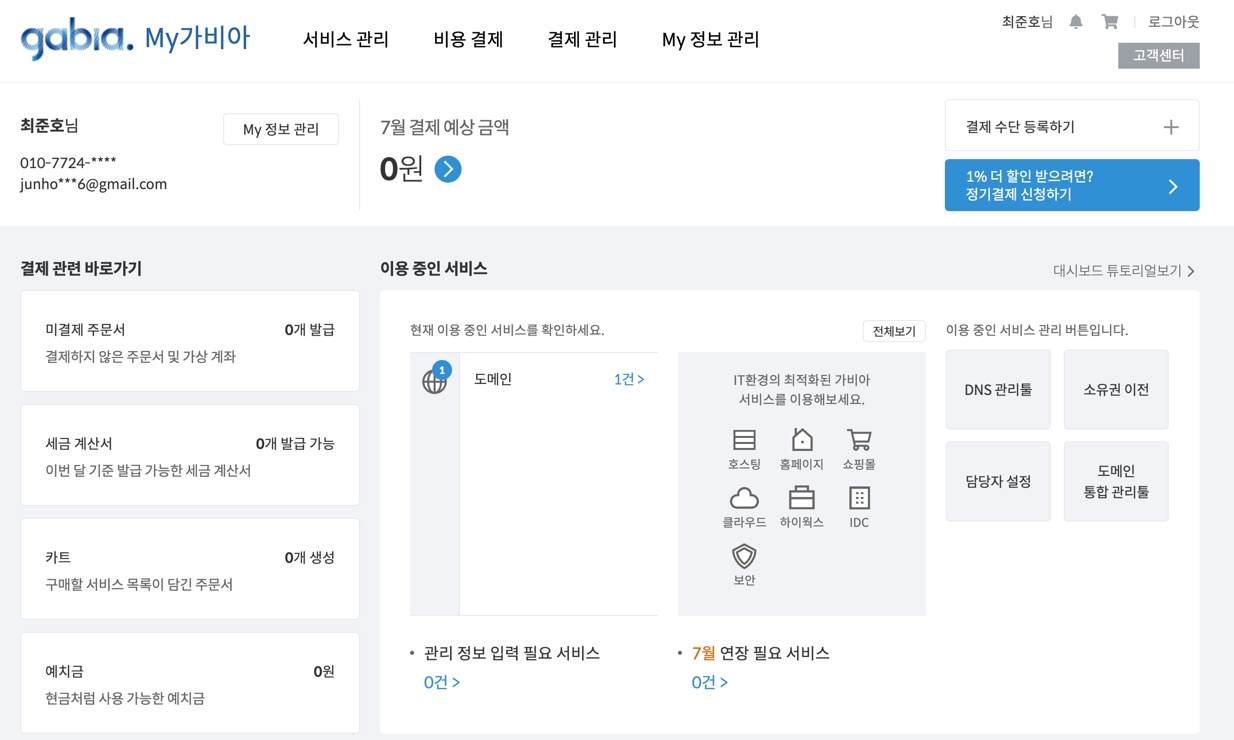 gabia. My가비아
서비스 관리
비용 결제
결제 관리
My 정보 관리
최준호님
로그아웃
고객센터
최준호님
My 정보 관리
010-7724-****
junho***6@gmail.com
7월 결제 예상 금액
0원
결제 수단 등록하기
1% 더 할인 받으려면?
정기결제 신청하기
결제 관련 바로가기
미결제 주문서
0개 발급
결제하지 않은 주문서 및 가상 계좌
세금 계산서
0개 발급 가능
이번 달 기준 발급 가능한 세금 계산서
카트
0개 생성
구매할 서비스 목록이 담긴 주문서
예치금
0원
현금처럼 사용 가능한 예치금
이용 중인 서비스
대시보드 튜토리얼보기 >
현재 이용 중인 서비스를 확인하세요.
전체보기
1
도메인
1건 >
IT환경의 최적화된 가비아
서비스를 이용해보세요.
호스팅
홈페이지
쇼핑몰
클라우드
하이웍스
IDC
보안
이용 중인 서비스 관리 버튼입니다.
DNS 관리툴
소유권 이전
담당자 설정
도메인
통합 관리툴
• 관리 정보 입력 필요 서비스
0건 >
• 7월 연장 필요 서비스
0건 >